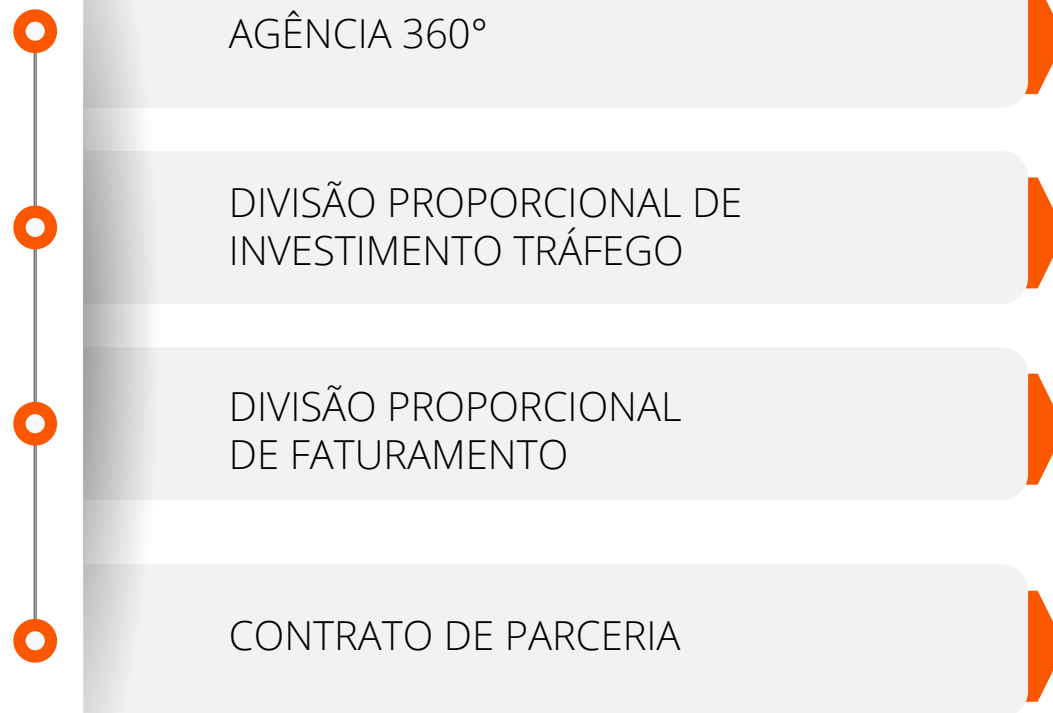 AGÊNCIA 360°
DIVISÃO PROPORCIONAL DE
INVESTIMENTO TRÁFEGO
DIVISÃO PROPORCIONAL
DE FATURAMENTO
CONTRATO DE PARCERIA